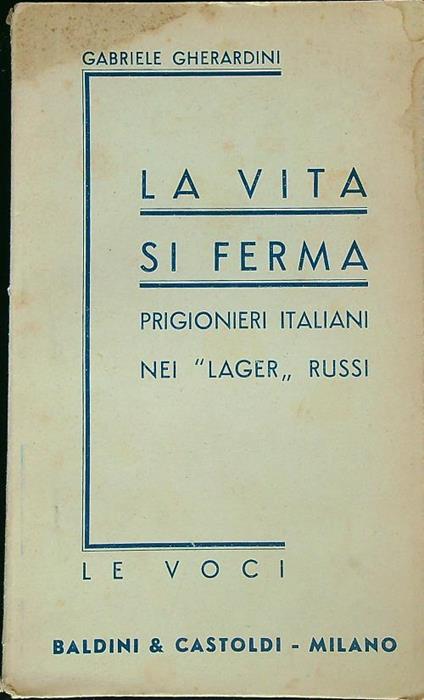 GABRIELE GHERARDINI
LA VITA
SI FERMA
PRIGIONIERI ITALIANI
NEI "LAGER„ RUSSI
LE VOCI
BALDINI & CASTOLDI - MILANO